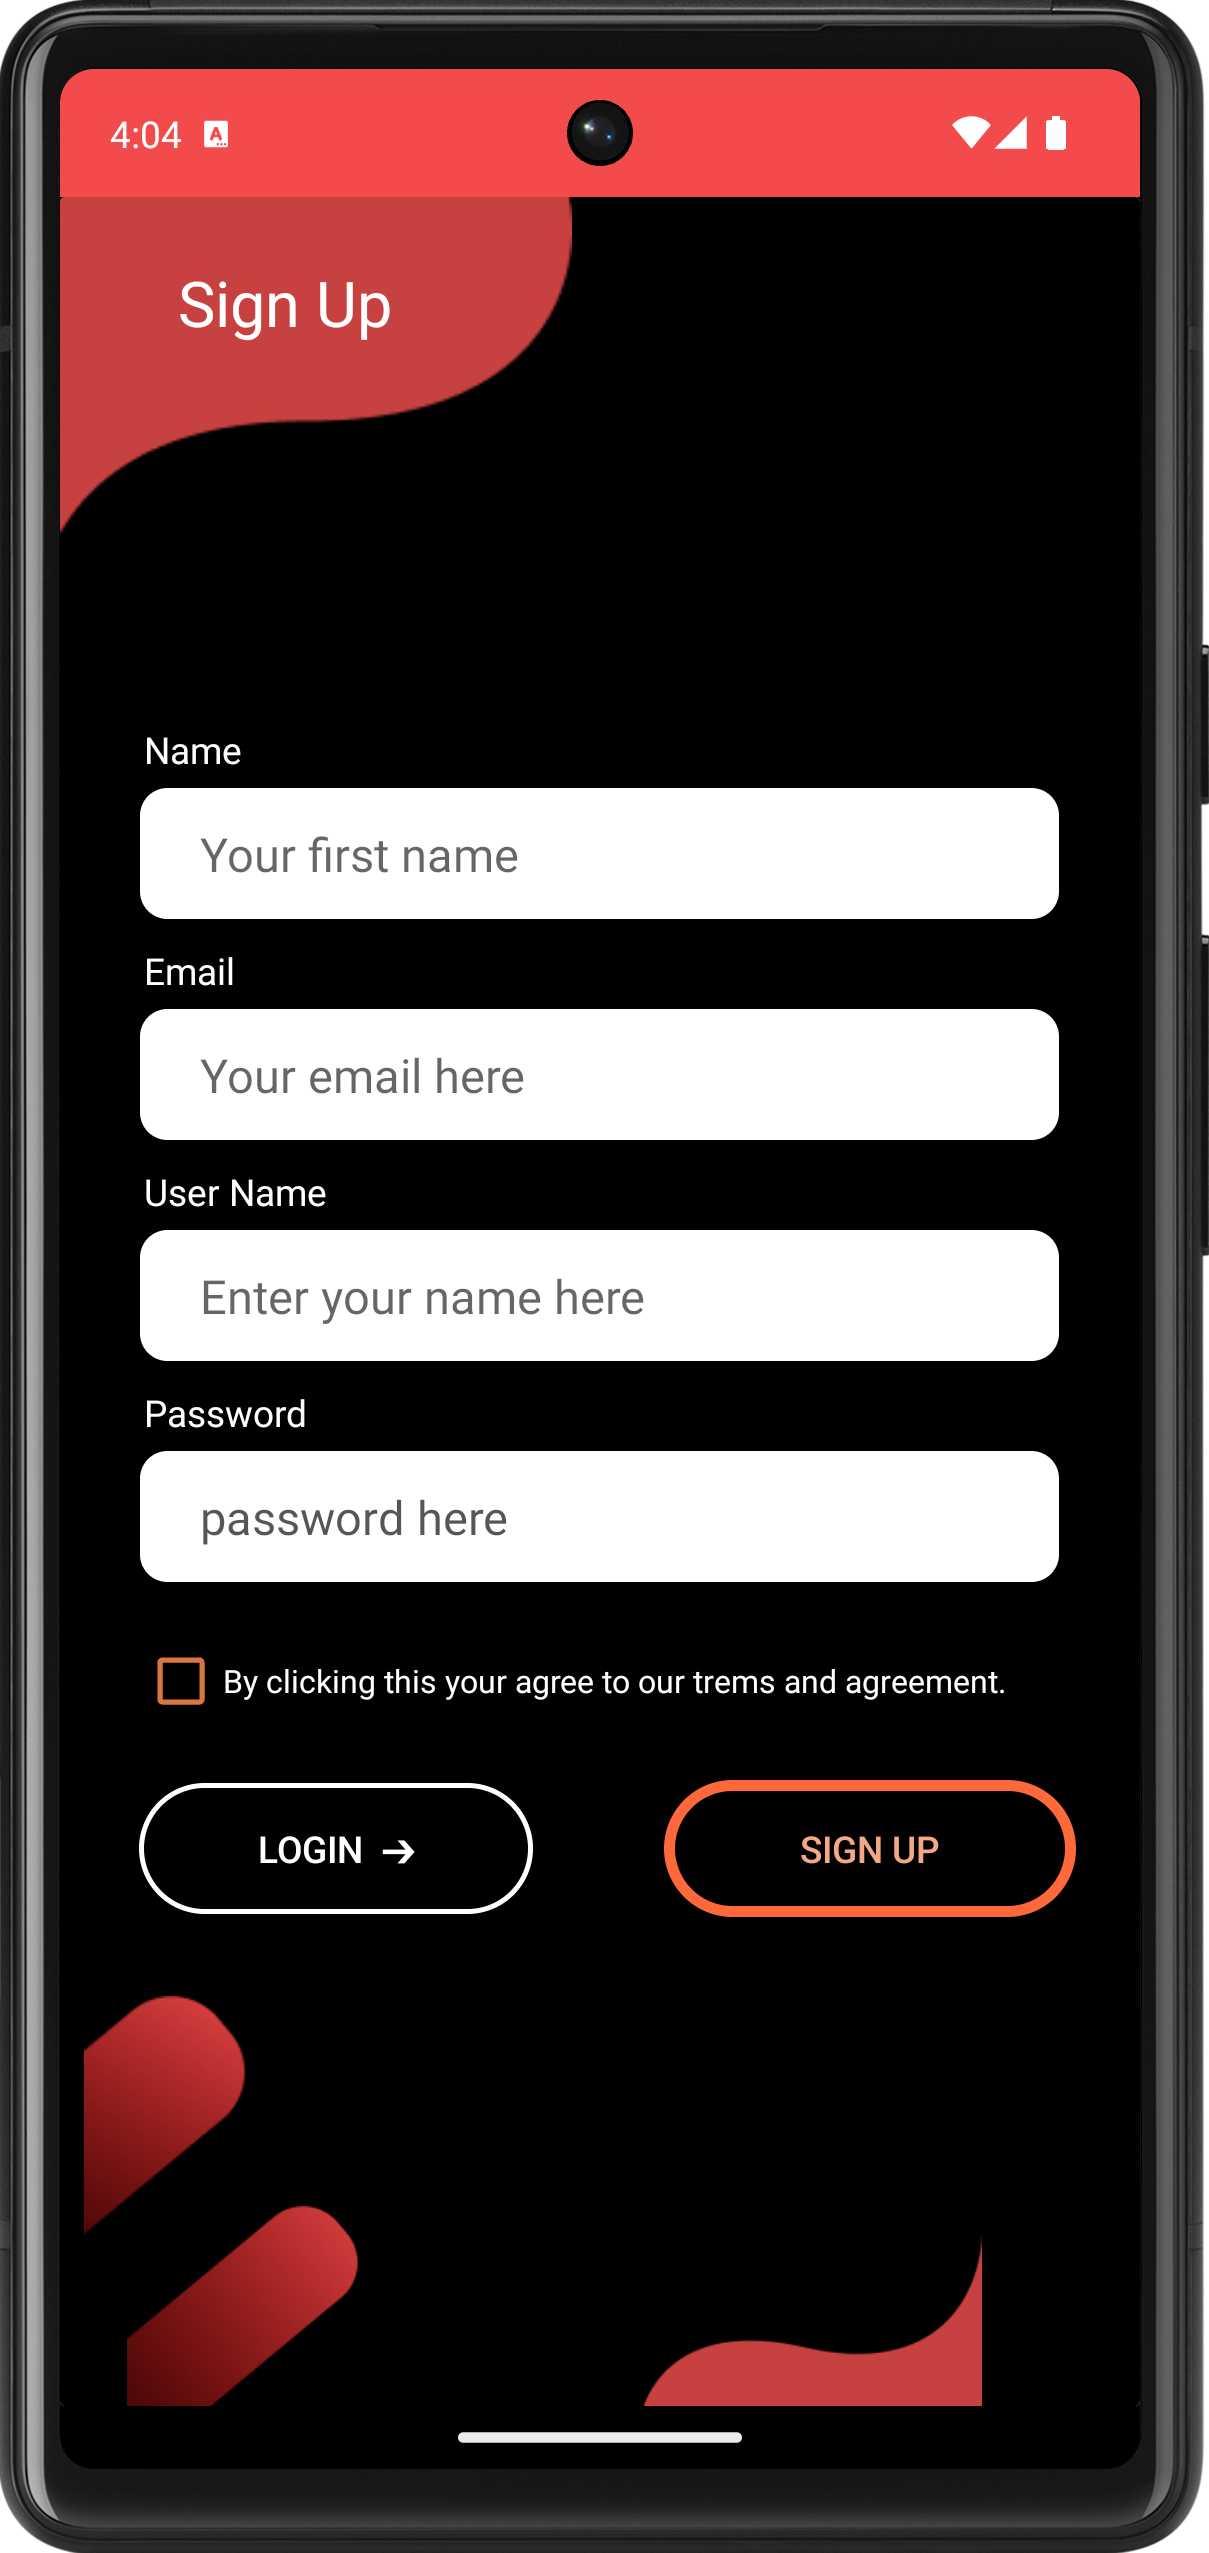 4:04
Sign Up
Name
Your first name
Email
Your email here
User Name
Enter your name here
Password
password here
By clicking this your agree to our trems and agreement.
LOGIN →
SIGN UP